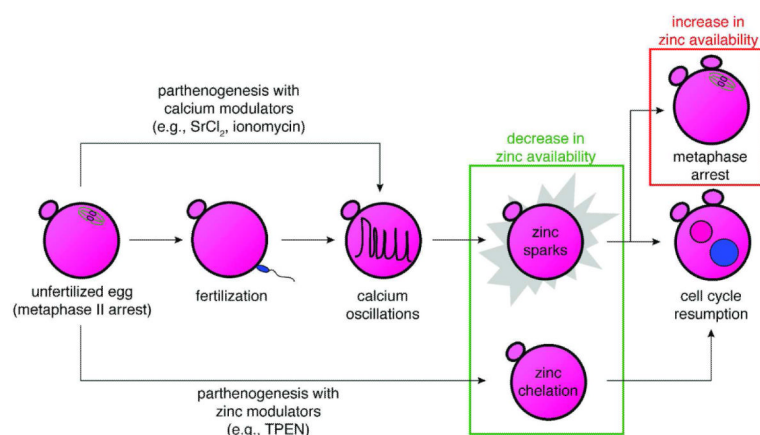 increase in
zinc availability
parthenogenesis with
calcium modulators
(e.g., SrCl₂, ionomycin)
decrease in
zinc availability
metaphase
arrest
zinc
sparks
unfertilized egg
(metaphase II arrest)
fertilization
calcium
oscillations
cell cycle
resumption
zinc
chelation
parthenogenesis with
zinc modulators
(e.g., TPEN)